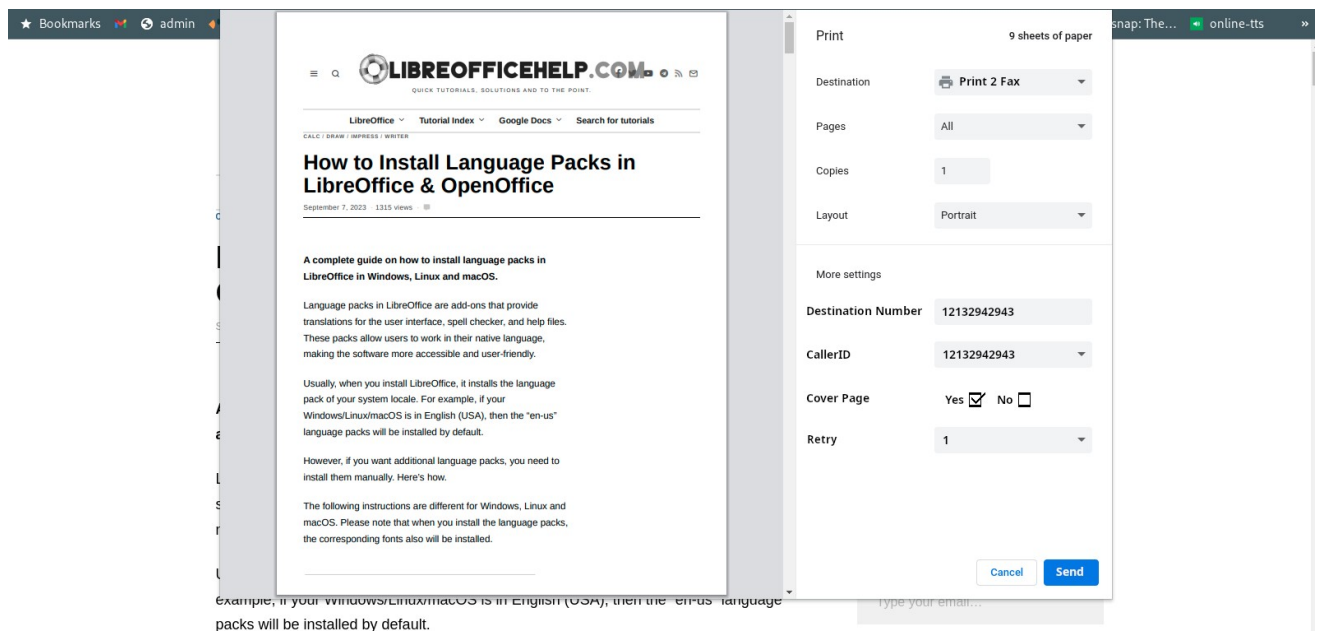 Bookmarks
admin
snap: The...
online-tts
»
LIBREOFFICEHELP.COM
QUICK TUTORIALS, SOLUTIONS AND TO THE POINT.
LibreOffice
Tutorial Index
Google Docs
Search for tutorials
CALC / DRAW / IMPRESS / WRITER
How to Install Language Packs in
LibreOffice & OpenOffice
September 7, 2023 · 1315 views ·
A complete guide on how to install language packs in
LibreOffice in Windows, Linux and macOS.
Language packs in LibreOffice are add-ons that provide
translations for the user interface, spell checker, and help files.
These packs allow users to work in their native language,
making the software more accessible and user-friendly.
Usually, when you install LibreOffice, it installs the language
pack of your system locale. For example, if your
Windows/Linux/macOS is in English (USA), then the “en-us”
language packs will be installed by default.
However, if you want additional language packs, you need to
install them manually. Here’s how.
The following instructions are different for Windows, Linux and
macOS. Please note that when you install the language packs,
the corresponding fonts also will be installed.
Print
9 sheets of paper
Destination
Print 2 Fax
Pages
All
Copies
1
Layout
Portrait
More settings
Destination Number
12132942943
CallerID
12132942943
Cover Page
Yes
No
Retry
1
Cancel
Send
example, if your Windows/Linux/macOS is in English (USA), then the “en-us” language
packs will be installed by default.
Type your email...